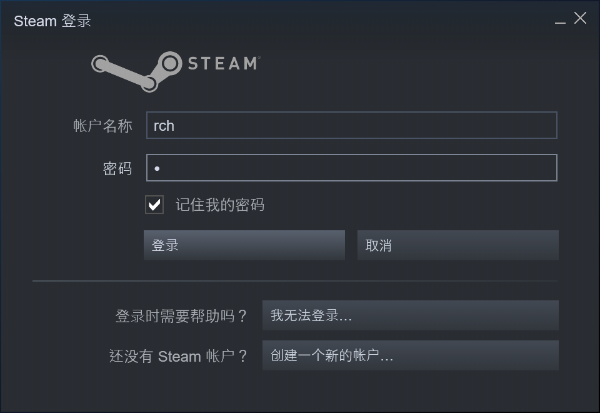 Steam 登录
STEAM
帐户名称
rch
密码
•
记住我的密码
登录
取消
登录时需要帮助吗？
我无法登录...
还没有 Steam 帐户？
创建一个新的帐户...